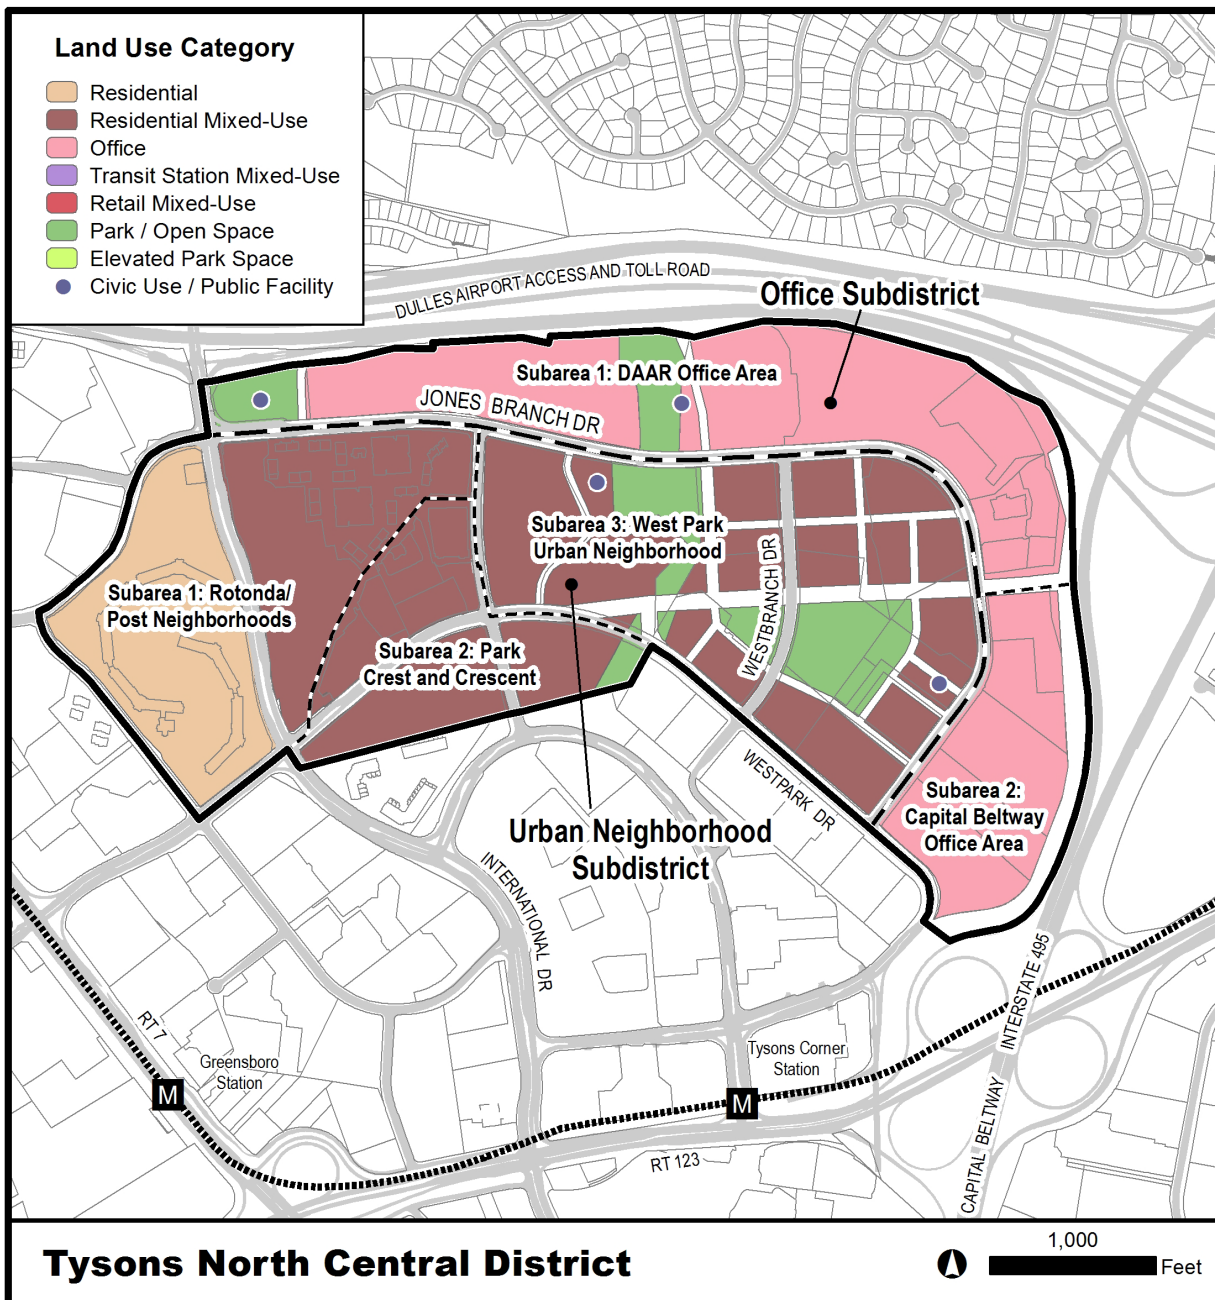 Land Use Category
Residential
Residential Mixed-Use
Office
Transit Station Mixed-Use
Retail Mixed-Use
Park / Open Space
Elevated Park Space
Civic Use / Public Facility
DULLES AIRPORT ACCESS AND TOLL ROAD
Office Subdistrict
Subarea 1: DAAR Office Area
JONES BRANCH DR
Subarea 3: West Park
Urban Neighborhood
WESTBRANCH DR
Subarea 1: Rotonda/
Post Neighborhoods
Subarea 2: Park
Crest and Crescent
WESTPARK DR
Subarea 2:
Capital Beltway
Office Area
Urban Neighborhood
Subdistrict
INTERNATIONAL DR
INTERSTATE 495
RT 7
Greensboro
Station
M
Tysons Corner
Station
M
CAPITAL BELTWAY
RT 123
Tysons North Central District
1,000
Feet